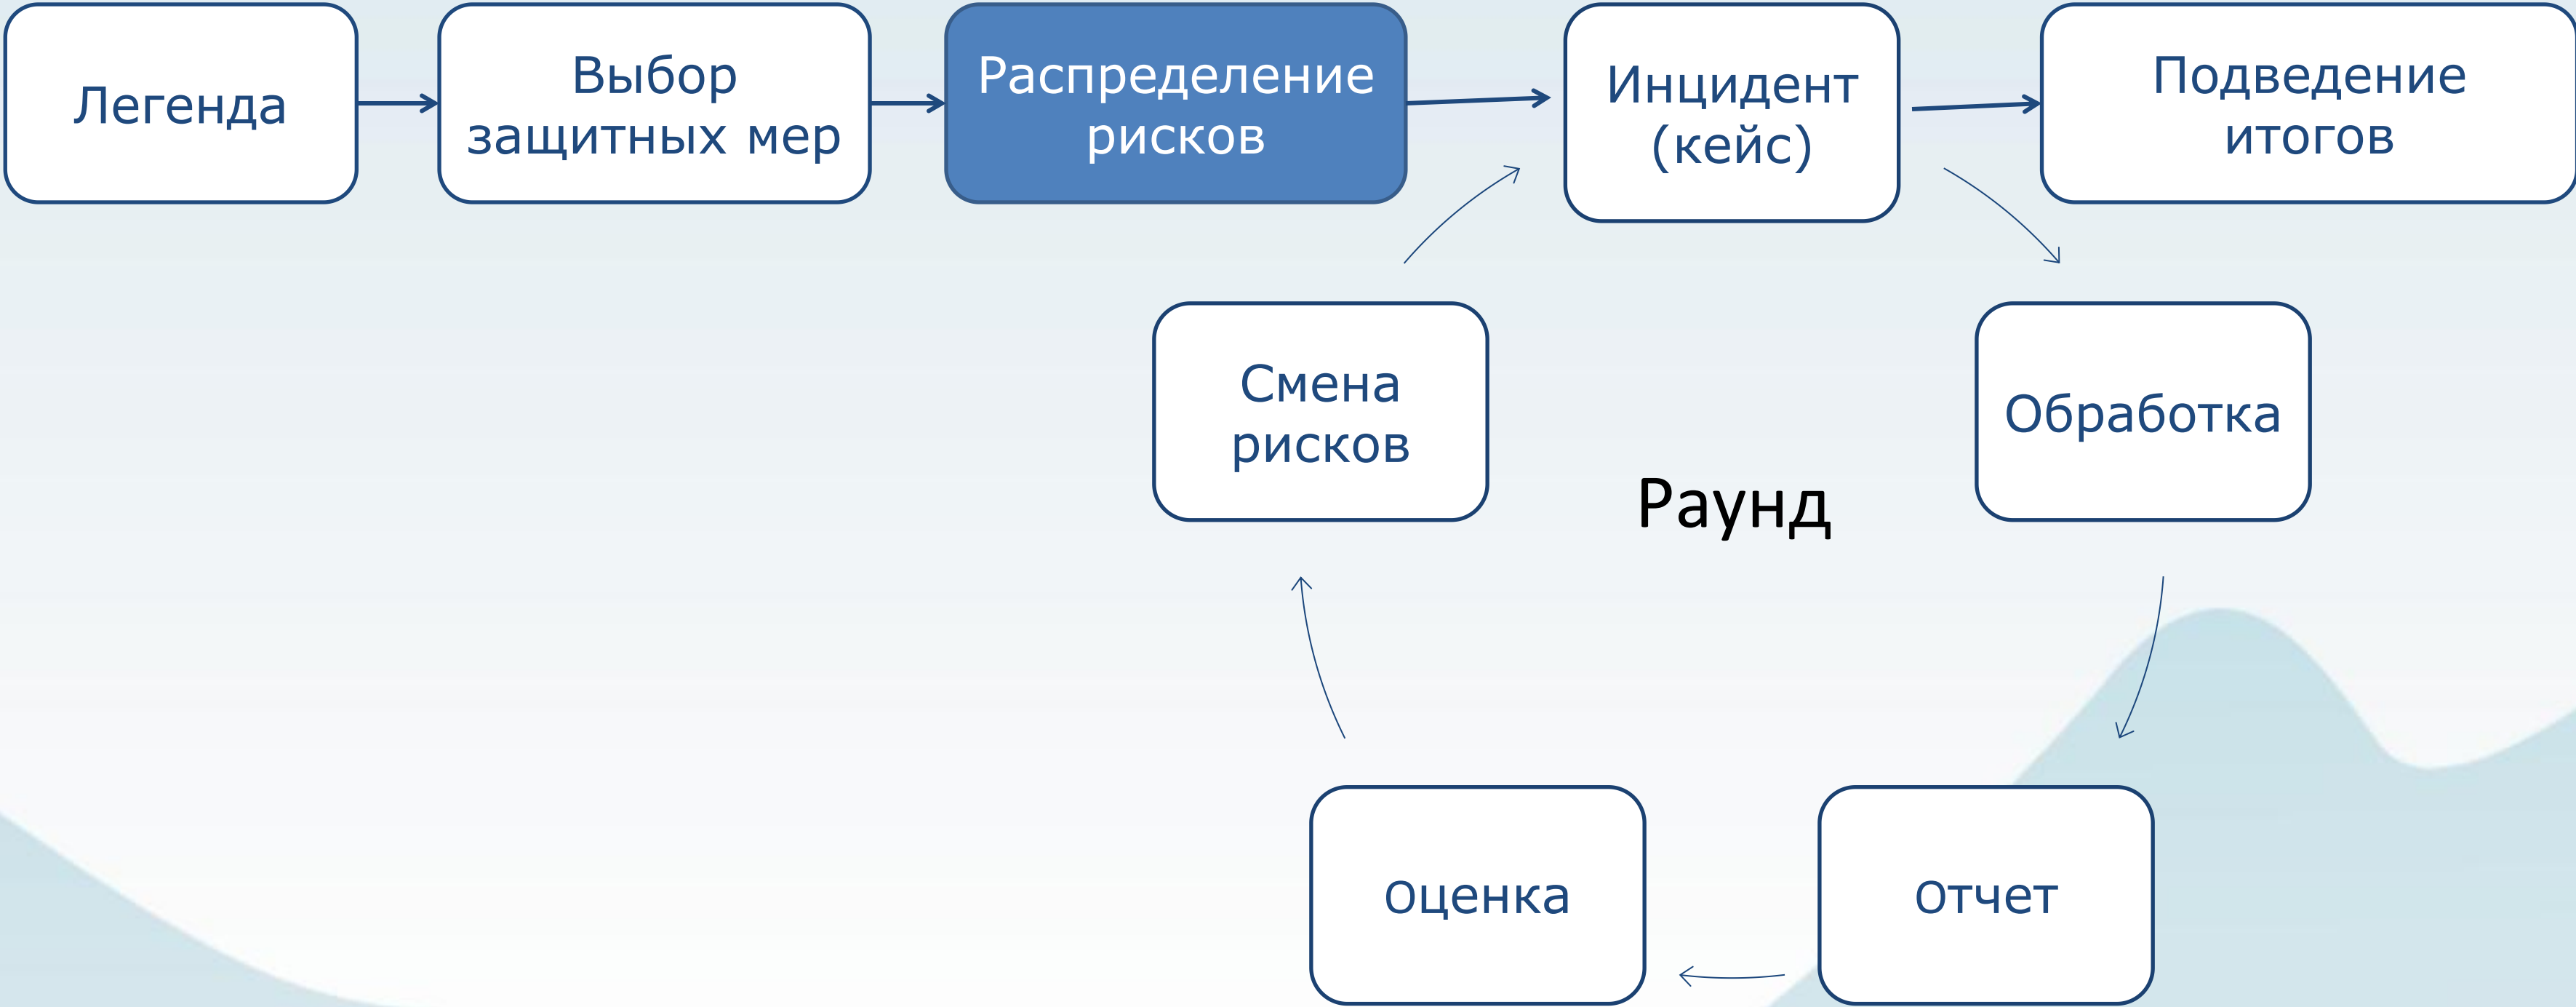 Легенда
Выбор
защитных мер
Распределение
рисков
Инцидент
(кейс)
Подведение
итогов
Смена
рисков
Обработка
Раунд
Оценка
Отчет